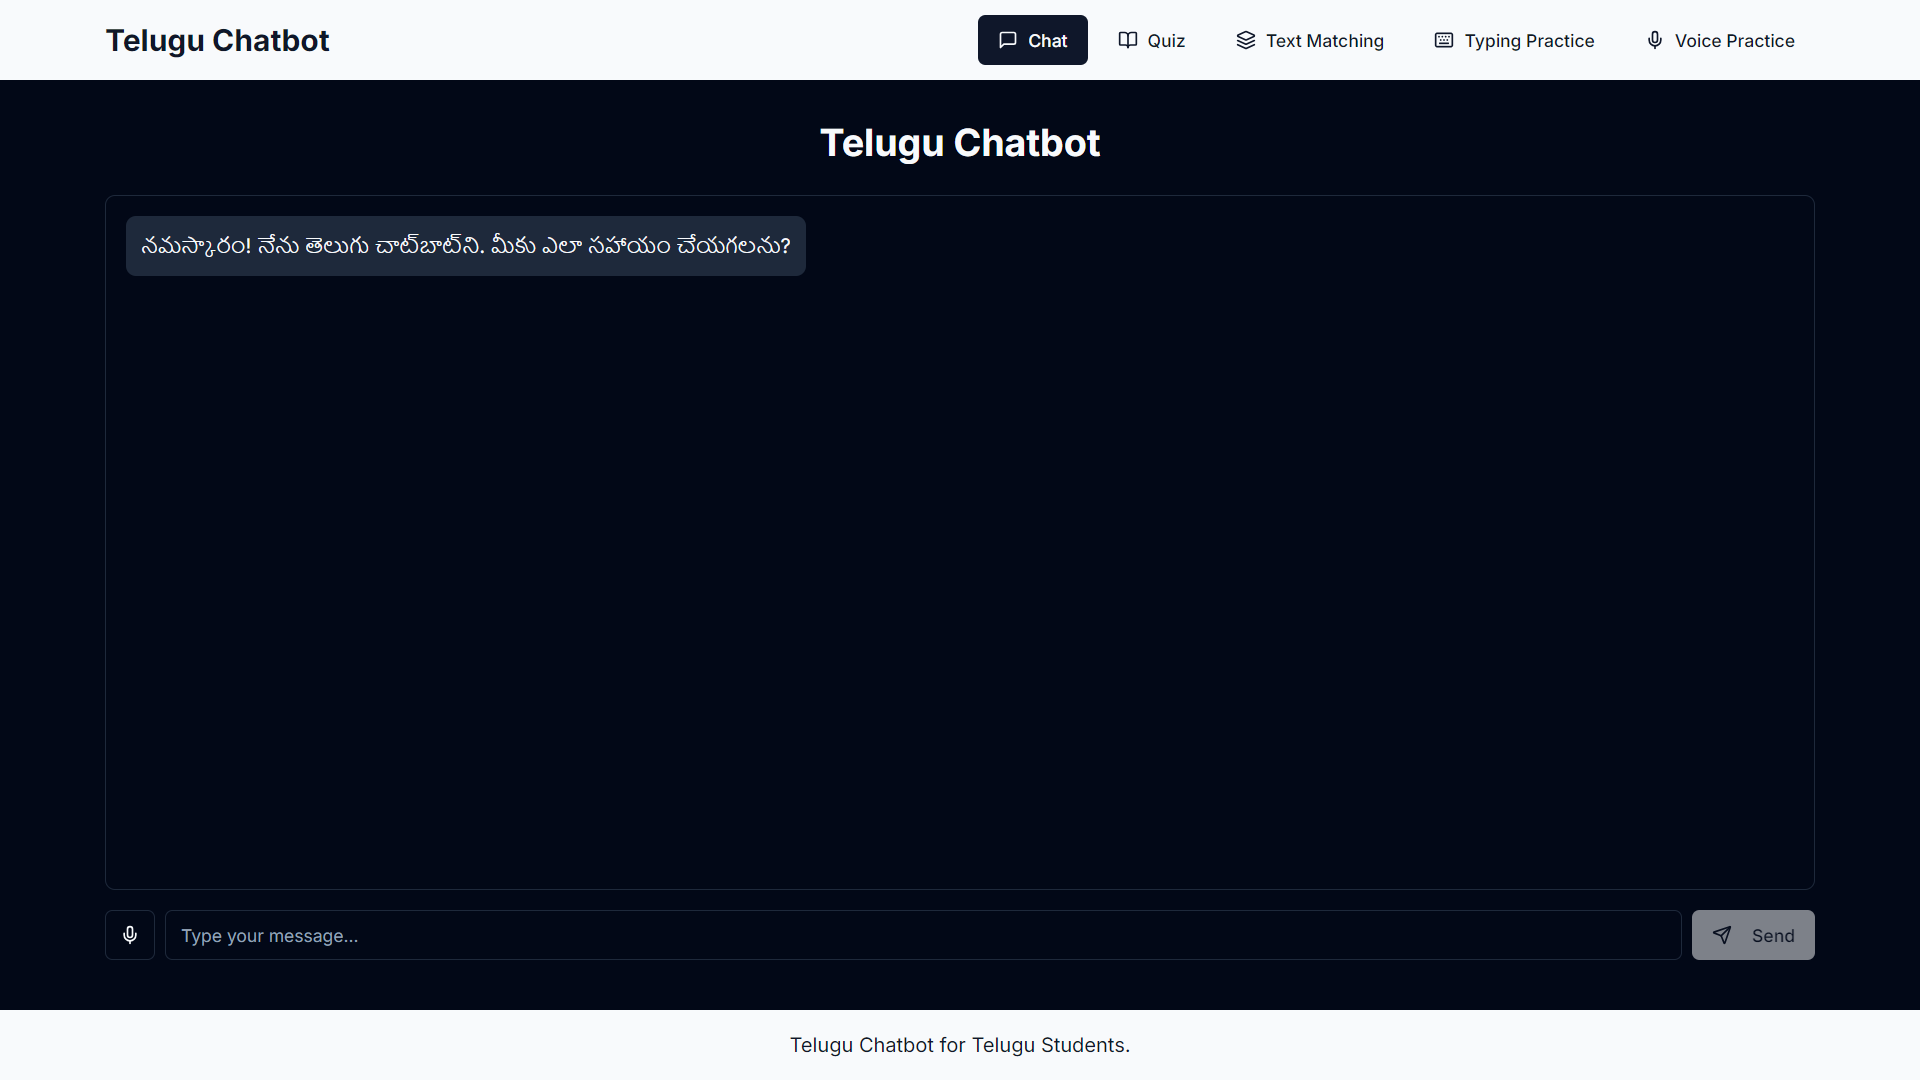 Telugu Chatbot
Chat
Quiz
Text Matching
Typing Practice
Voice Practice
Telugu Chatbot
నమస్కారం! నేను తెలుగు చాట్‌బాట్‌ని. మీకు ఎలా సహాయం చేయగలను?
Type your message...
Send
Telugu Chatbot for Telugu Students.